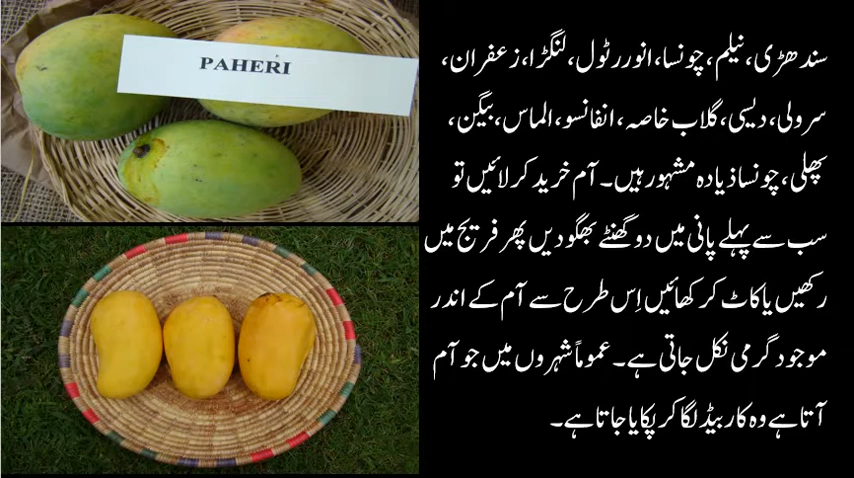 PAHERI
سندھڑی، نیلم، چونسا، انوررٹول، لنگڑا، زعفران،
سرولی، دیسی، گلاب خاصہ، انفانسو، الماس، بیگن،
پھلی، چونسا ذیادہ مشہور ہیں۔ آم خرید کر لائیں تو
سب سے پہلے پانی میں دو گھنٹے بھگو دیں پھر فریج میں
رکھیں یا کاٹ کر کھائیں اِس طرح سے آم کے اندر
موجود گرمی نکل جاتی ہے۔ عموماً شہروں میں جو آم
آتا ہے وہ کاربیڈ لگا کر پکایا جاتا ہے۔